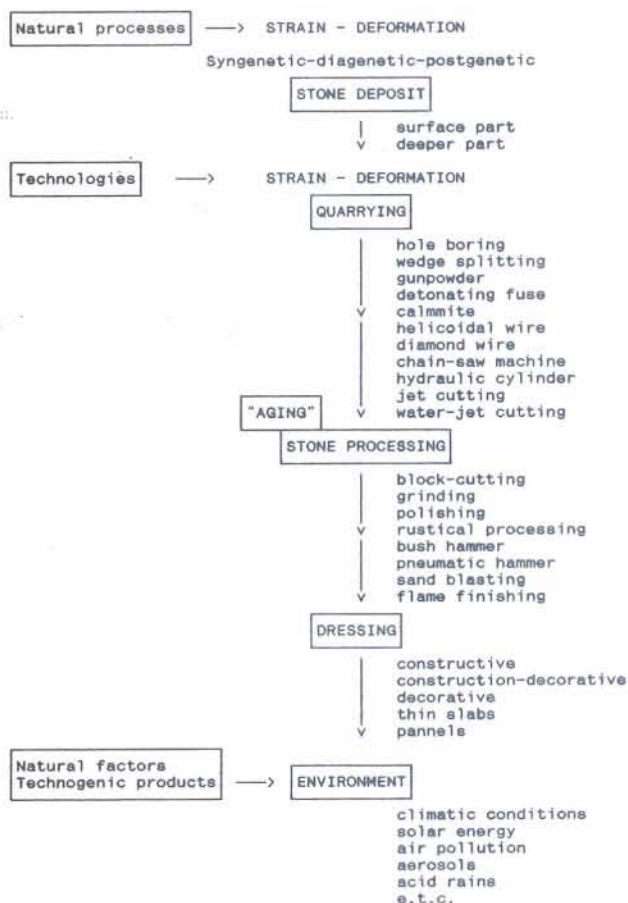 Natural processes ──> STRAIN - DEFORMATION
Syngenetic-diagenetic-postgenetic
STONE DEPOSIT
surface part
deeper part
Technologies ──> STRAIN - DEFORMATION
QUARRYING
hole boring
wedge splitting
gunpowder
detonating fuse
calmmite
helicoidal wire
diamond wire
chain-saw machine
hydraulic cylinder
jet cutting
"AGING" water-jet cutting
STONE PROCESSING
block-cutting
grinding
polishing
rustical processing
bush hammer
pneumatic hammer
sand blasting
flame finishing
DRESSING
constructive
construction-decorative
decorative
thin slabs
pannels
Natural factors
Technogenic products ──> ENVIRONMENT
climatic conditions
solar energy
air pollution
aerosols
acid rains
e.t.c.